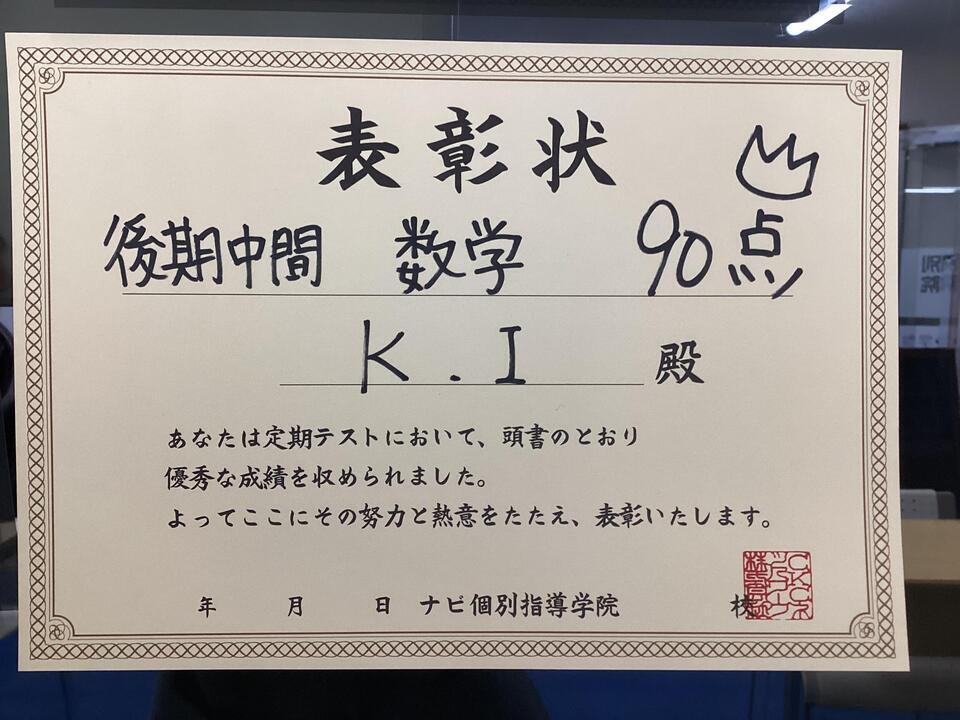 表彰状
後期中間 数学 90点
K.I 殿
あなたは定期テストにおいて、頭書のとおり
優秀な成績を収められました。
よってここにその努力と熱意をたたえ、表彰いたします。
年 月 日 ナビ個別指導学院 校